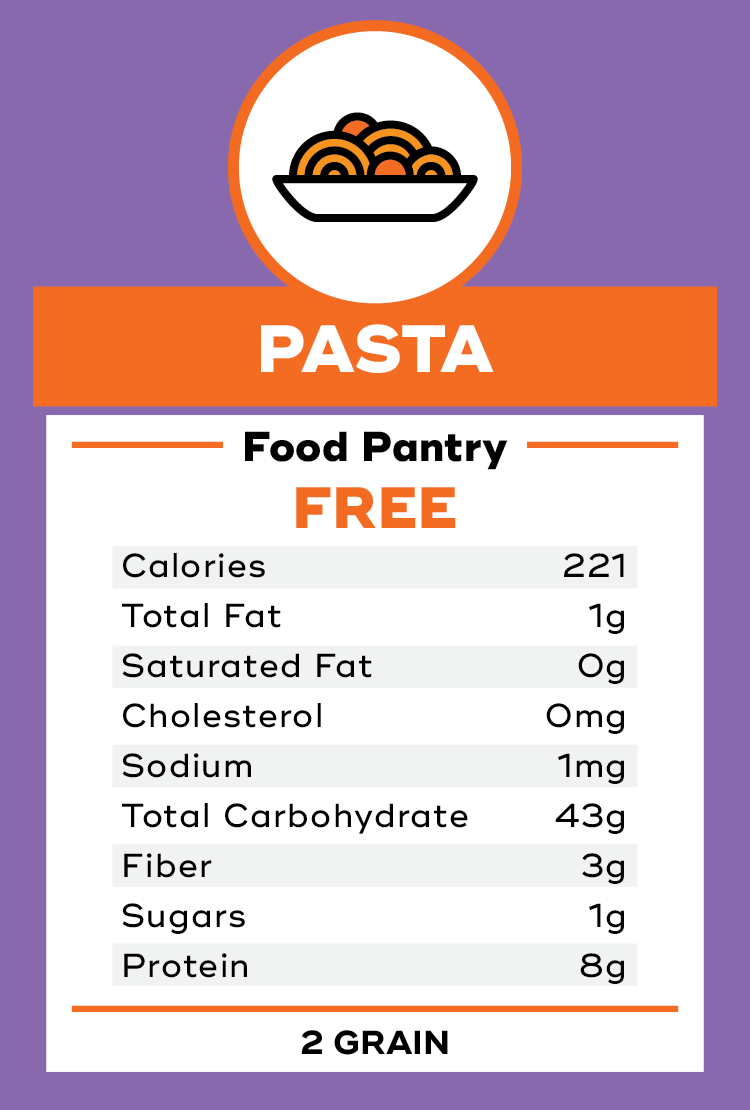 PASTA
Food Pantry
FREE
Calories 221
Total Fat 1g
Saturated Fat 0g
Cholesterol 0mg
Sodium 1mg
Total Carbohydrate 43g
Fiber 3g
Sugars 1g
Protein 8g
2 GRAIN